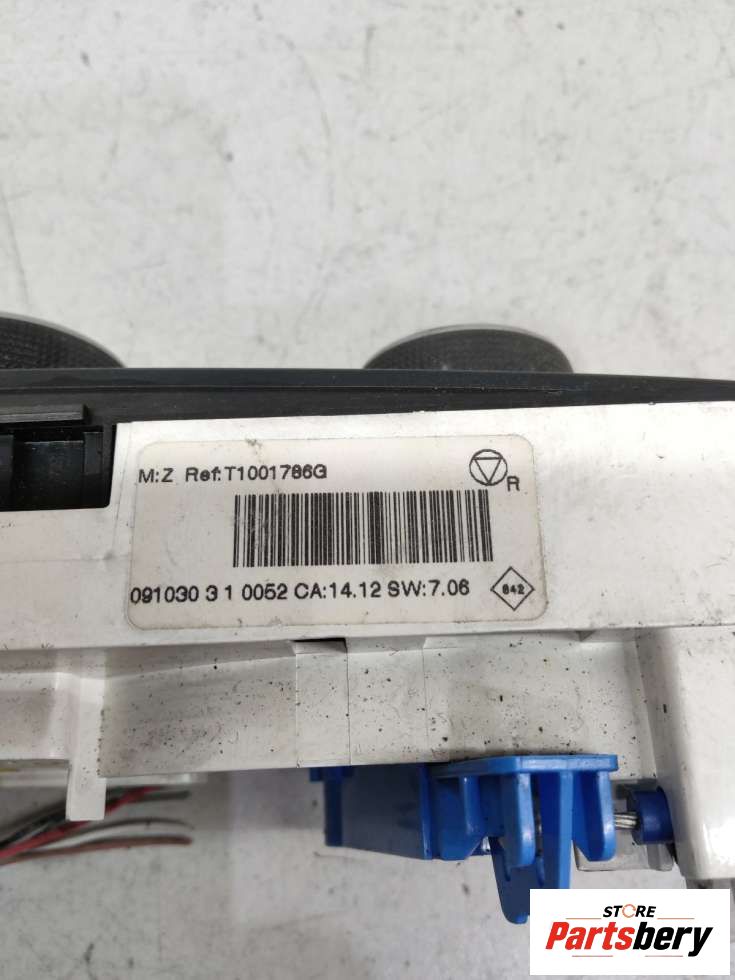 M:Z Ref:T1001786G
R
091030 3 1 0052 CA:14.12 SW:7.06
842
STORE
Partsbery